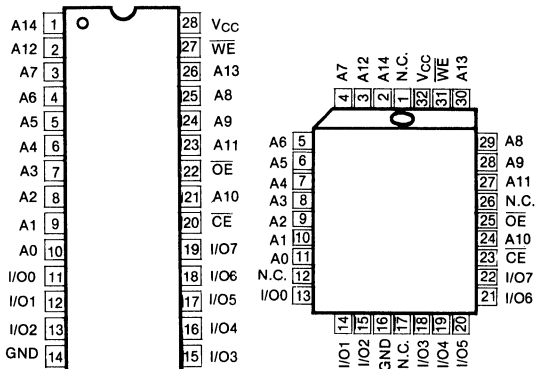 A14 1 28 VCC
A12 2 27 WE
A7 3 26 A13
A6 4 25 A8
A5 5 24 A9
A4 6 23 A11
A3 7 22 OE
A2 8 21 A10
A1 9 20 CE
A0 10 19 I/O7
I/O0 11 18 I/O6
I/O1 12 17 I/O5
I/O2 13 16 I/O4
GND 14 15 I/O3
A7 A12 A14 N.C. VCC WE A13
4 3 2 1 32 31 30
A6 5 29 A8
A5 6 28 A9
A4 7 27 A11
A3 8 26 N.C.
A2 9 25 OE
A1 10 24 A10
A0 11 23 CE
N.C. 12 22 I/O7
I/O0 13 21 I/O6
14 15 16 17 18 19 20
I/O1 I/O2 GND N.C. I/O3 I/O4 I/O5